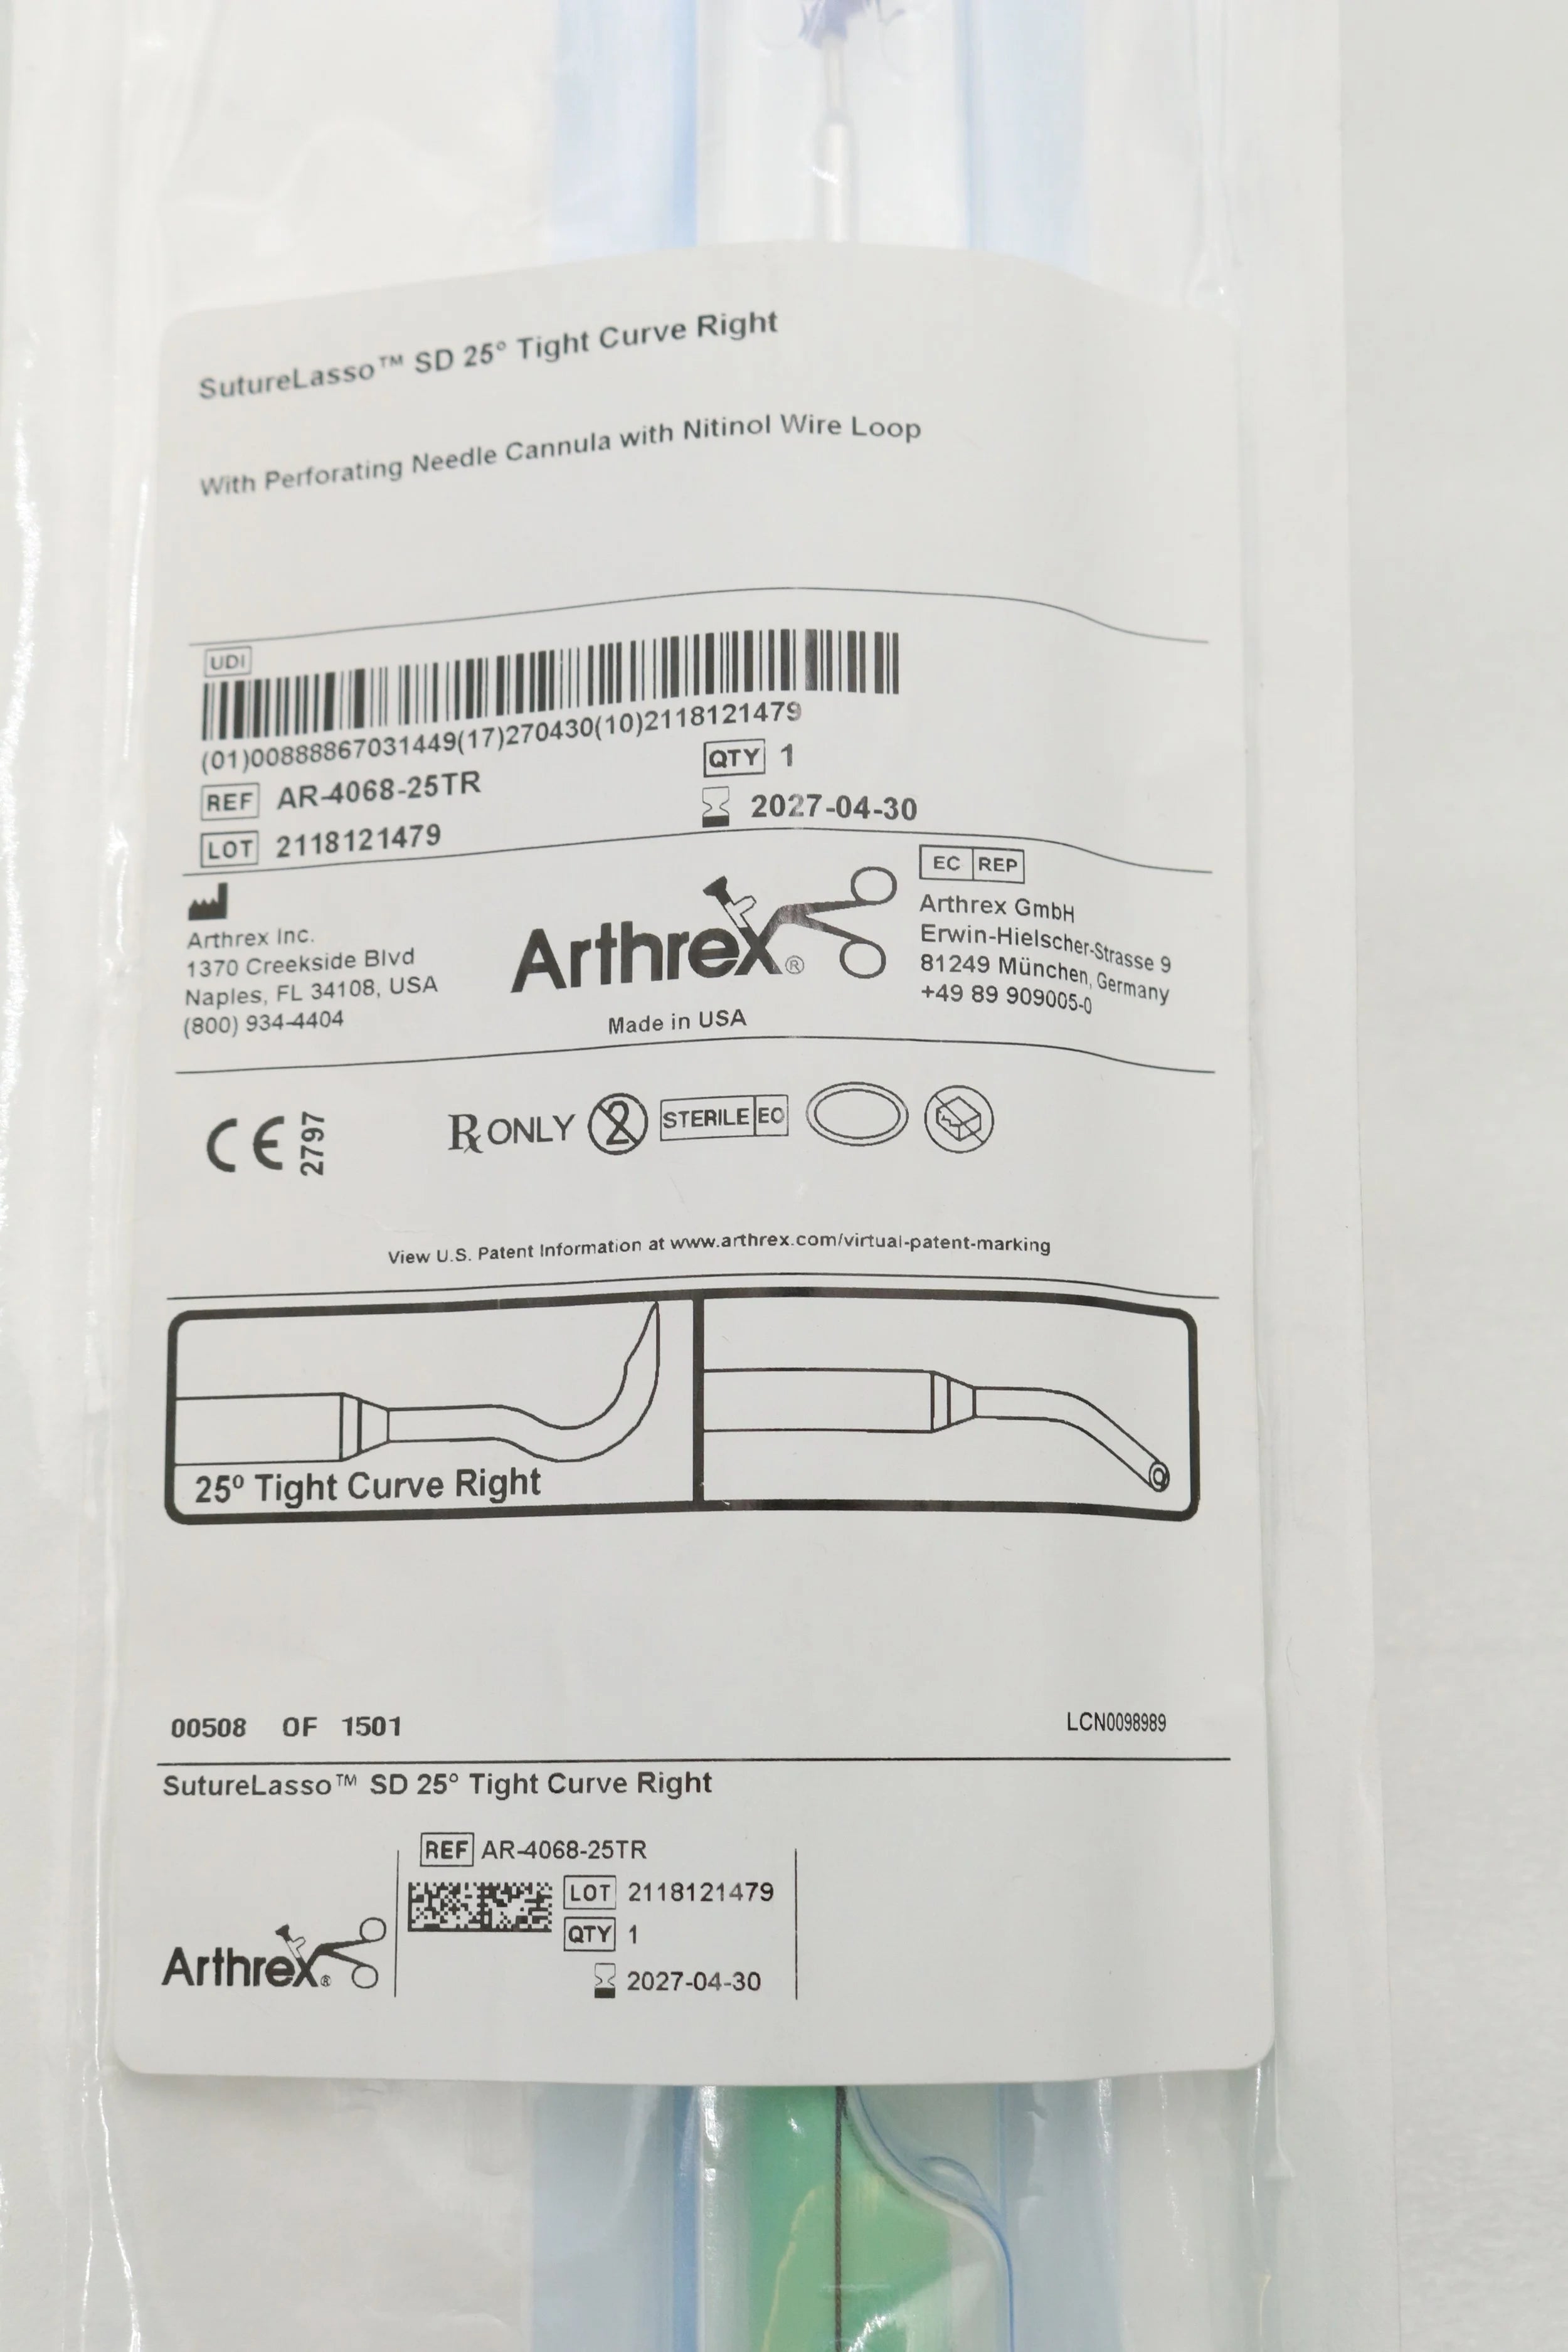 SutureLasso™ SD 25° Tight Curve Right
With Perforating Needle Cannula with Nitinol Wire Loop
UDI
(01)00888867031449(17)270430(10)2118121479
REF AR-4068-25TR
QTY 1
LOT 2118121479
2027-04-30
Arthrex Inc.
1370 Creekside Blvd
Naples, FL 34108, USA
(800) 934-4404
Arthrex®
Made in USA
EC REP
Arthrex GmbH
Erwin-Hielscher-Strasse 9
81249 München, Germany
+49 89 909005-0
CE 2797
Rx ONLY 2 STERILE EO
View U.S. Patent Information at www.arthrex.com/virtual-patent-marking
25º Tight Curve Right
00508 OF 1501
LCN0098989
SutureLasso™ SD 25° Tight Curve Right
REF AR-4068-25TR
LOT 2118121479
QTY 1
2027-04-30
Arthrex®